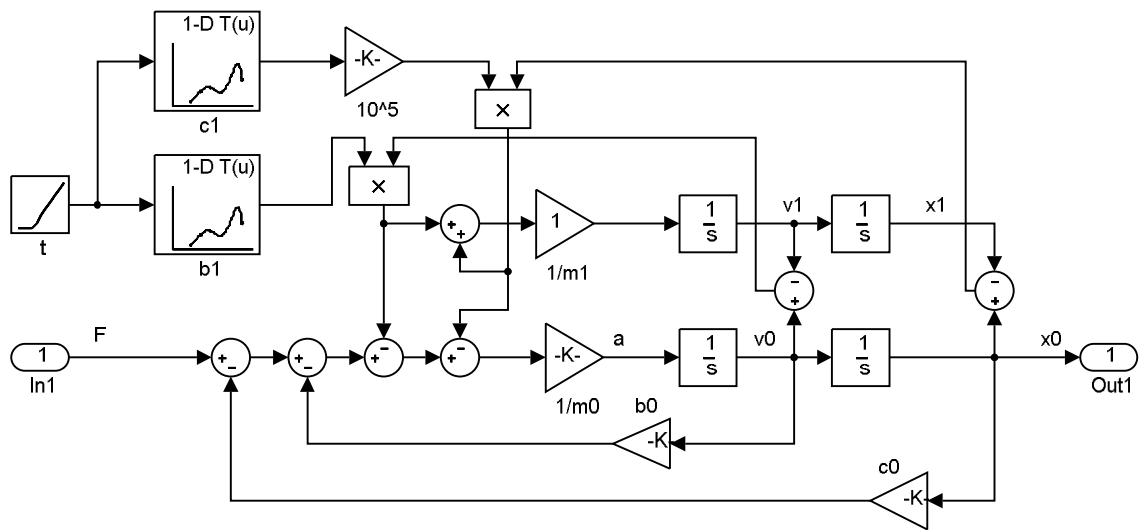 1-D T(u)
-K-
c1
10^5
×
1-D T(u)
×
t
b1
1
1/m1
1
s
v1
1
s
x1
F
1
In1
-K-
1/m0
a
1
s
v0
1
s
x0
1
Out1
b0
-K-
c0
-K-